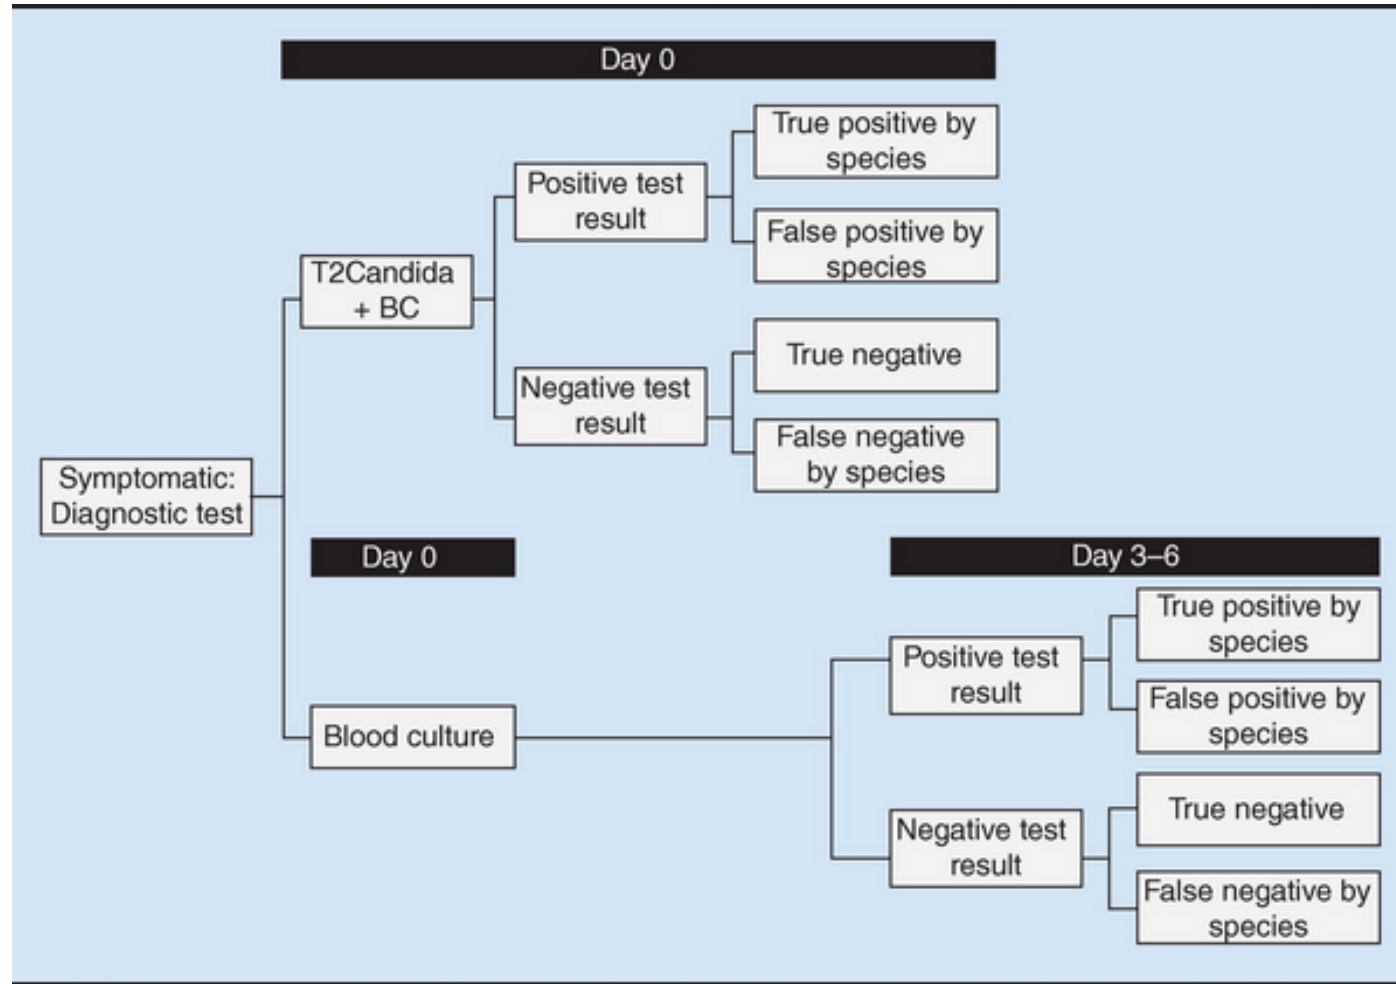 Day 0
True positive by
species
Positive test
result
False positive by
species
T2Candida
+ BC
True negative
Negative test
result
False negative
by species
Symptomatic:
Diagnostic test
Day 0
Day 3–6
True positive by
species
Positive test
result
False positive by
species
Blood culture
True negative
Negative test
result
False negative by
species